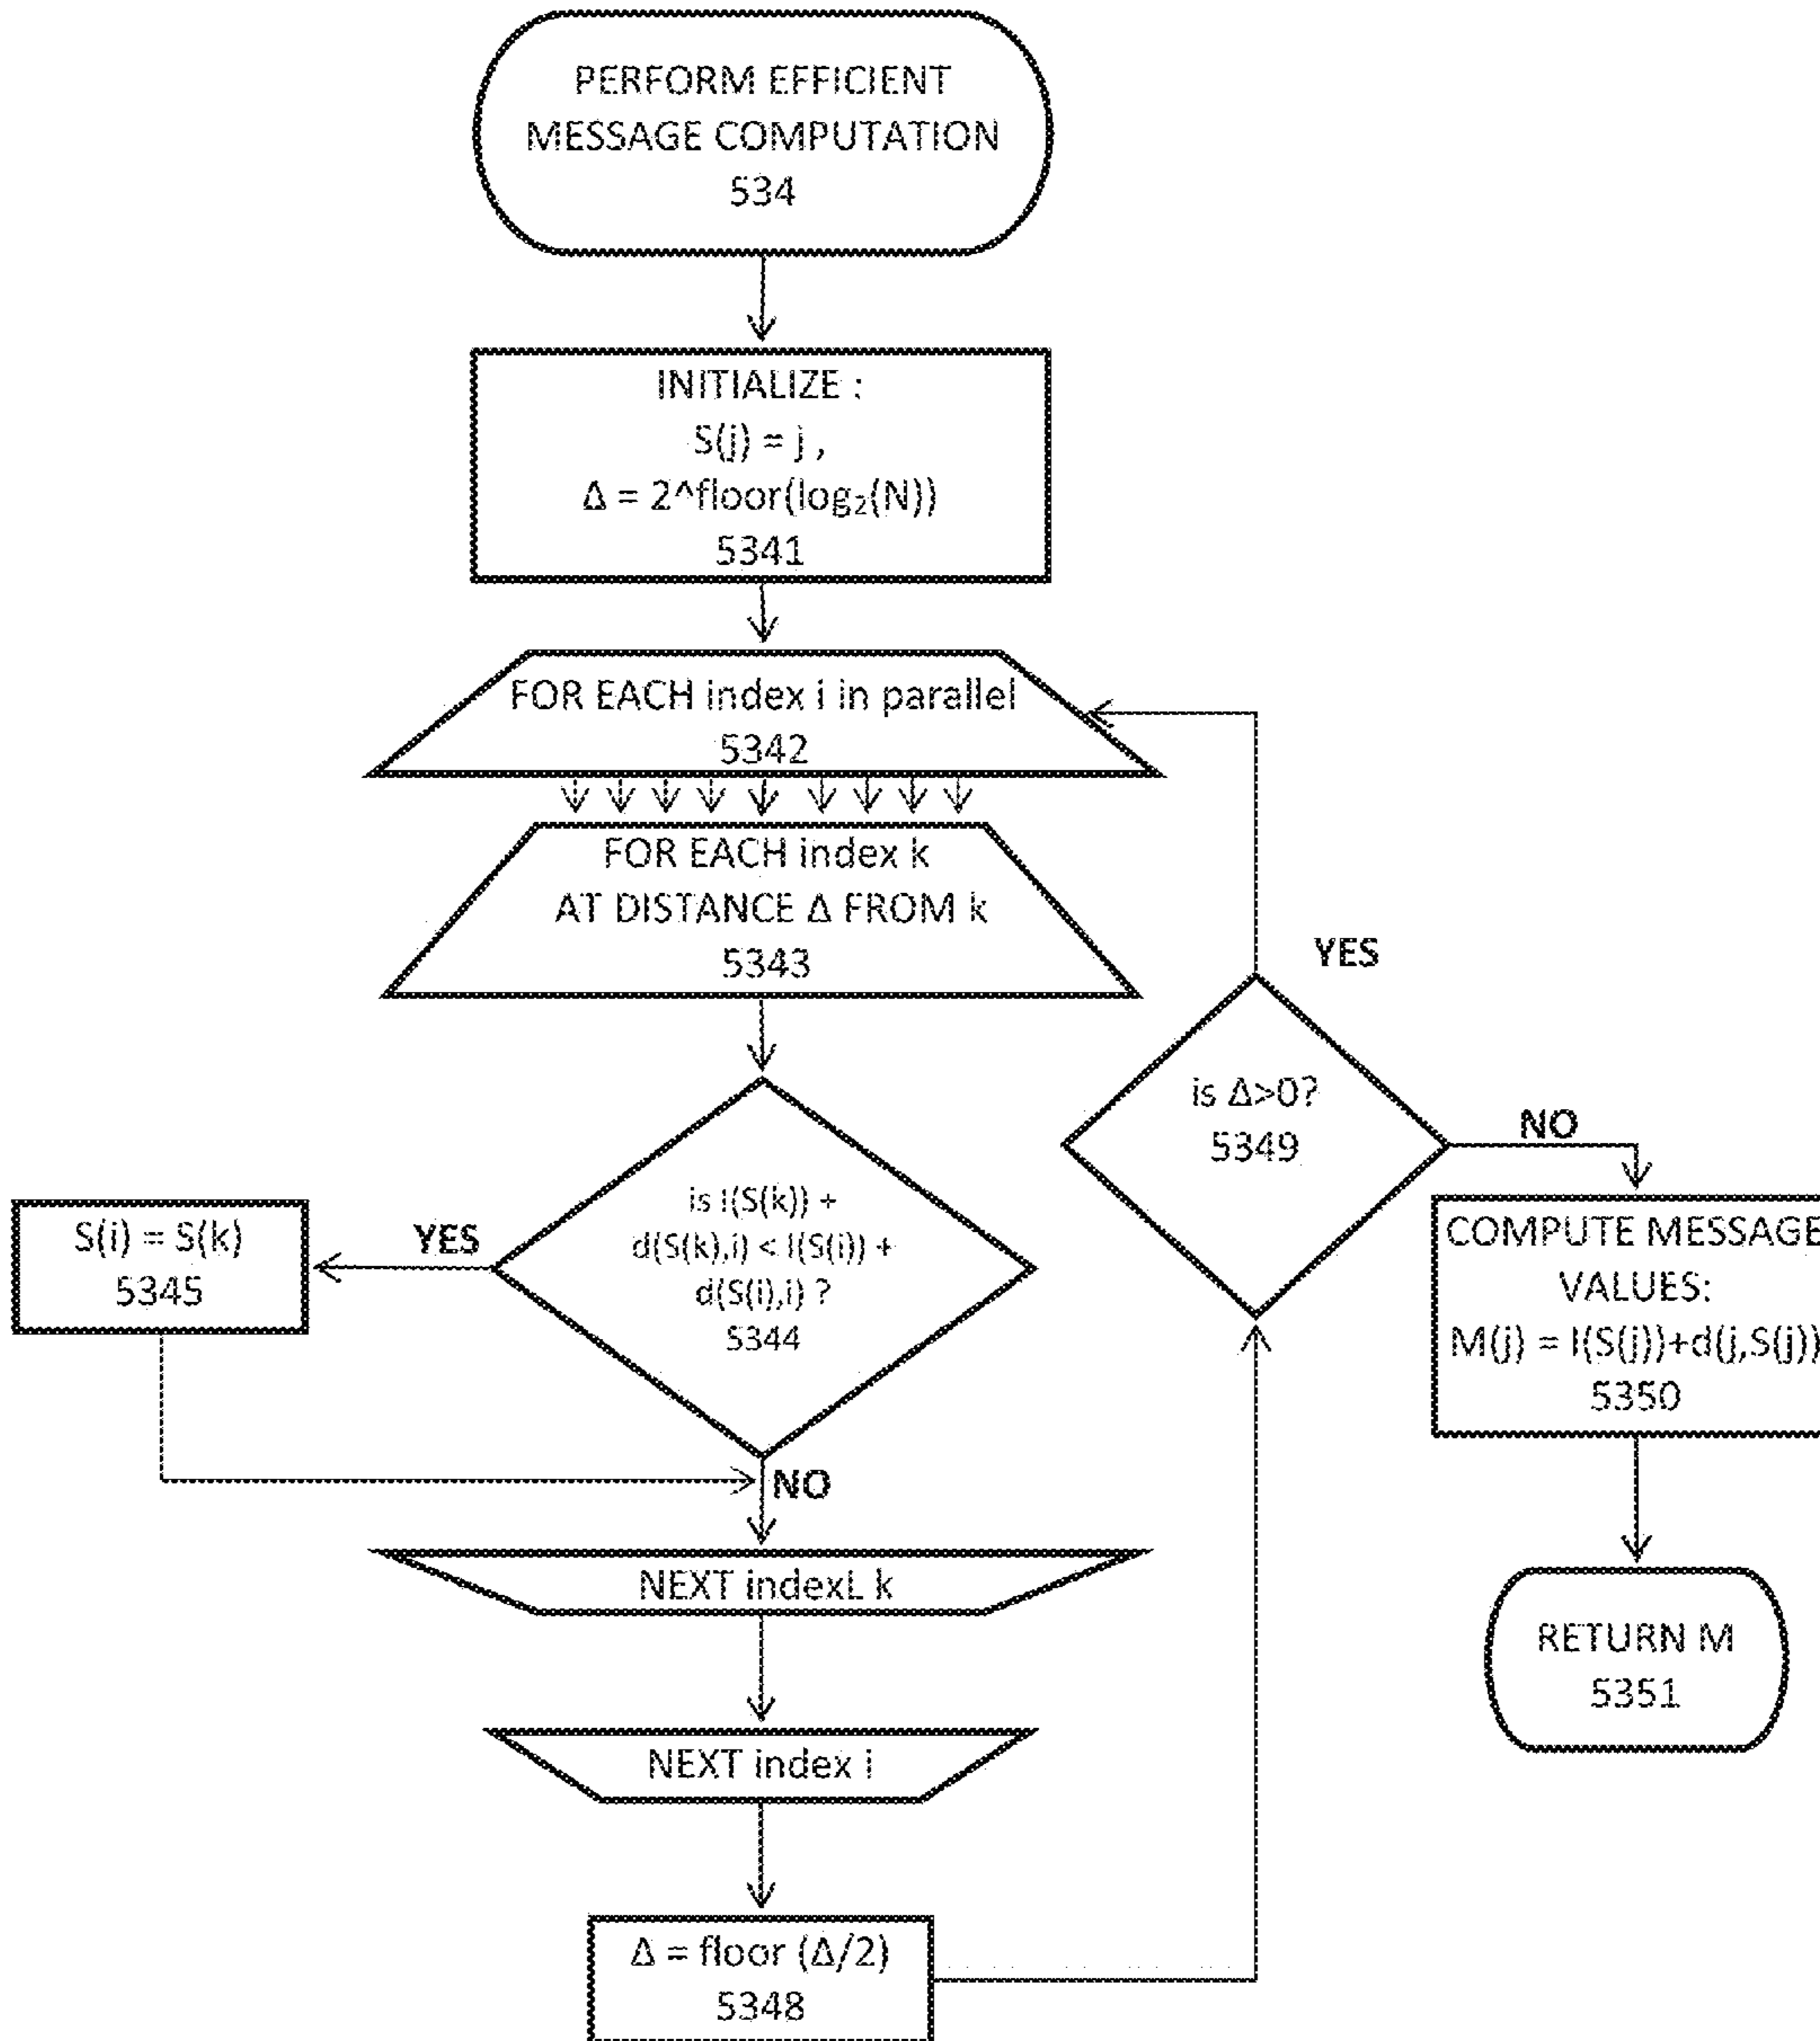 PERFORM EFFICIENT
MESSAGE COMPUTATION
534
INITIALIZE :
S(j) = j ,
Δ = 2^floor(log₂(N))
5341
FOR EACH index i in parallel
5342
FOR EACH index k
AT DISTANCE Δ FROM k
5343
is I(S(k)) +
d(S(k),i) < I(S(i)) +
d(S(i),i) ?
5344
YES
S(i) = S(k)
5345
NO
NEXT indexL k
NEXT index i
Δ = floor (Δ/2)
5348
is Δ>0?
5349
YES
NO
COMPUTE MESSAGE
VALUES:
M(j) = I(S(j))+d(j,S(j))
5350
RETURN M
5351